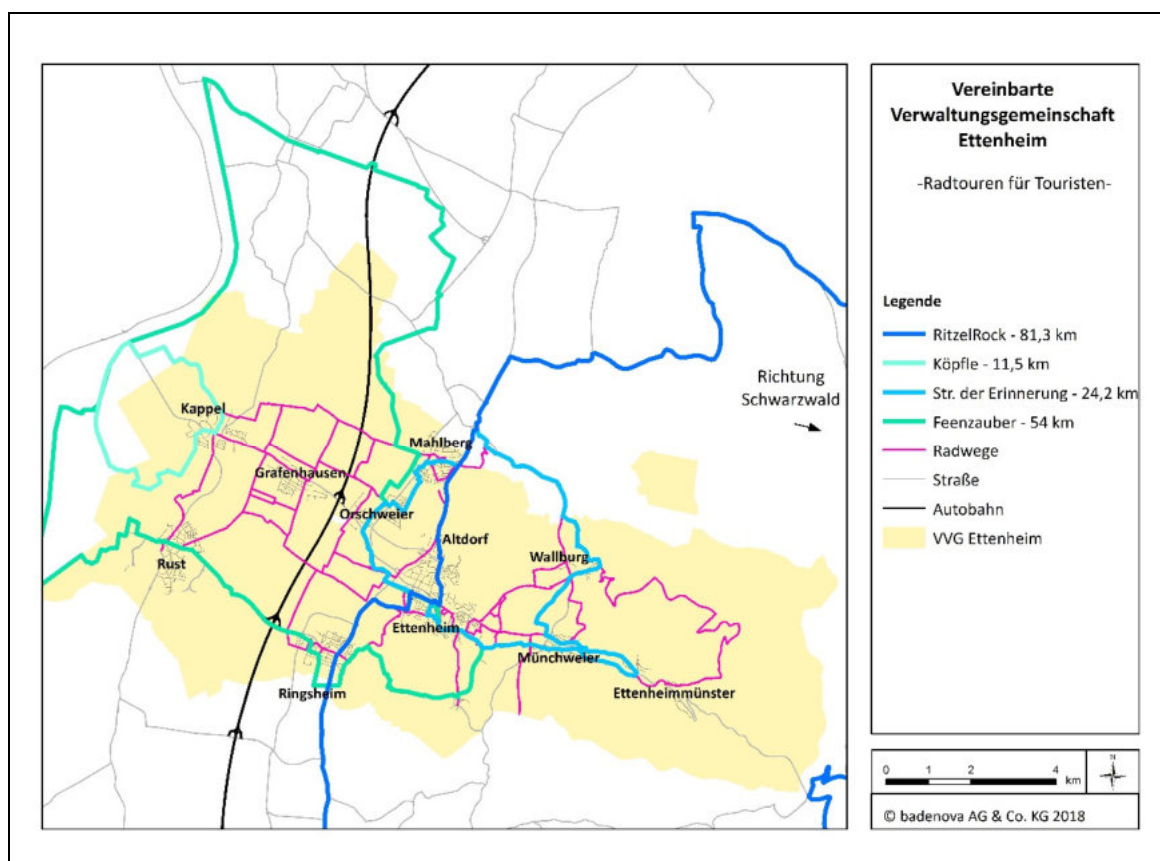 Vereinbarte
Verwaltungsgemeinschaft
Ettenheim
-Radtouren für Touristen-
Legende
RitzelRock - 81,3 km
Köpfle - 11,5 km
Str. der Erinnerung - 24,2 km
Feenzauber - 54 km
Radwege
Straße
Autobahn
VVG Ettenheim
Richtung
Schwarzwald
Kappel
Mahlberg
Grafenhausen
Orschweier
Altdorf
Wallburg
Rust
Ettenheim
Münchweier
Ringsheim
Ettenheimmünster
N
0 1 2 4
km
© badenova AG & Co. KG 2018